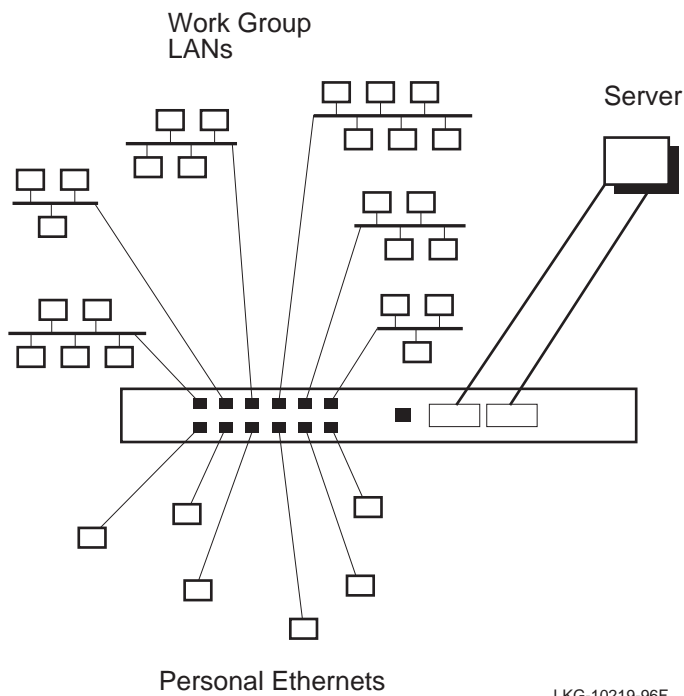 Work Group
LANs
Server
Personal Ethernets
LKG-10219-96F